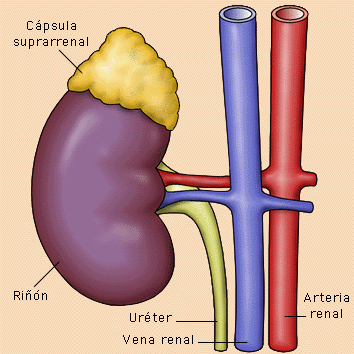 Cápsula
suprarrenal
Riñón
Uréter
Vena renal
Arteria
renal